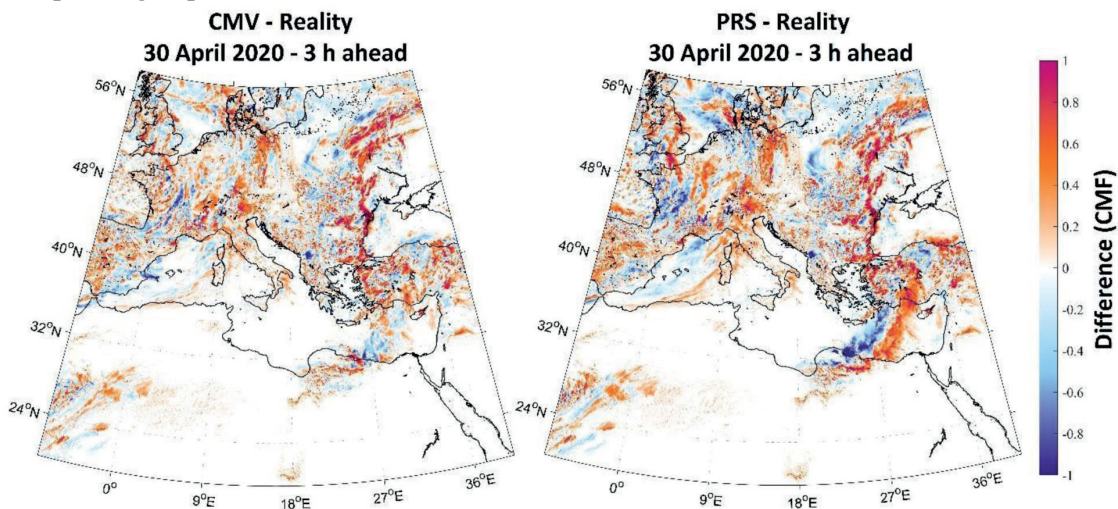 CMV - Reality
30 April 2020 - 3 h ahead
56°N
48°N
40°N
32°N
24°N
0°
9°E
18°E
27°E
36°E
PRS - Reality
30 April 2020 - 3 h ahead
56°N
48°N
40°N
32°N
24°N
0°
9°E
18°E
27°E
36°E
1
0.8
0.6
0.4
0.2
0
-0.2
-0.4
-0.6
-0.8
-1
Difference (CMF)